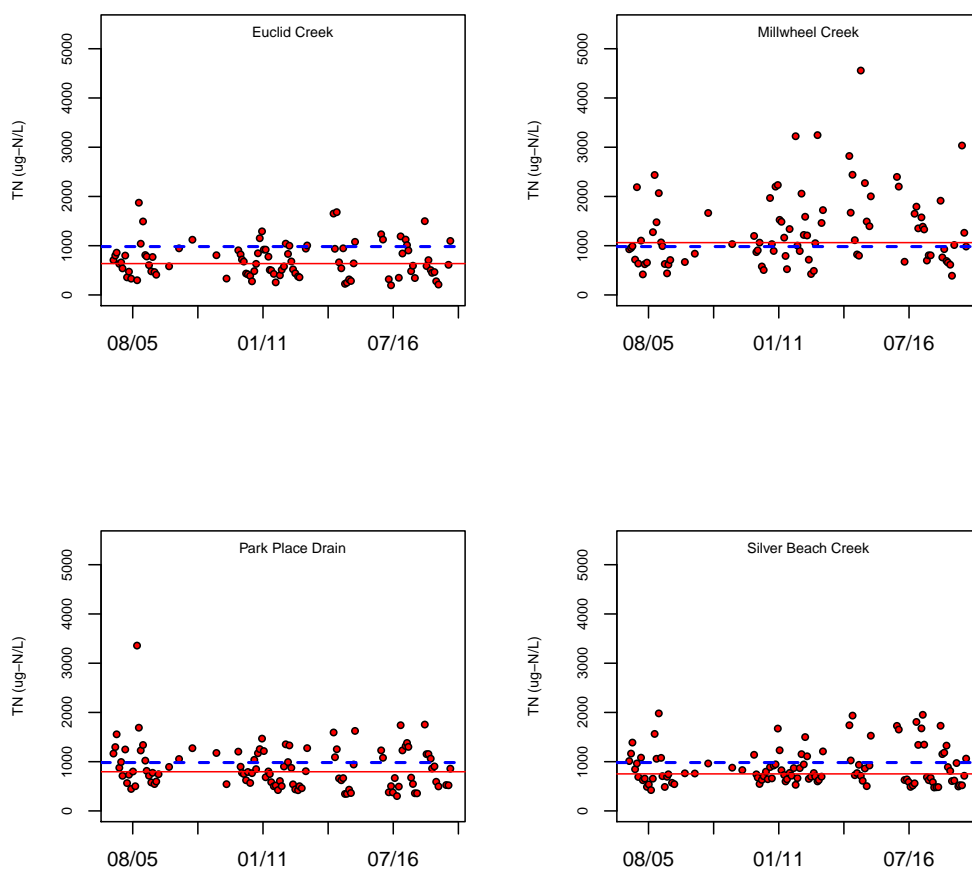 Euclid Creek
TN (ug−N/L)
5000
4000
3000
2000
1000
0
08/05 01/11 07/16
Millwheel Creek
TN (ug−N/L)
5000
4000
3000
2000
1000
0
08/05 01/11 07/16
Park Place Drain
TN (ug−N/L)
5000
4000
3000
2000
1000
0
08/05 01/11 07/16
Silver Beach Creek
TN (ug−N/L)
5000
4000
3000
2000
1000
0
08/05 01/11 07/16